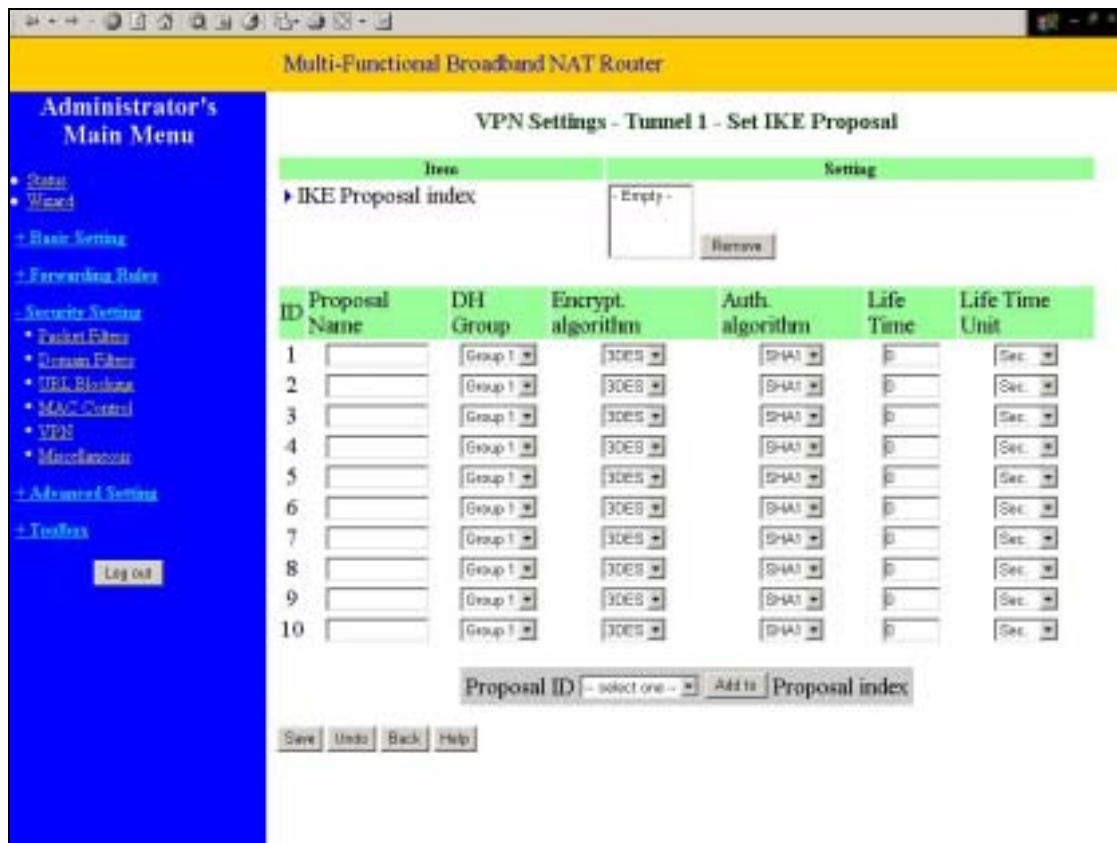 Multi-Functional Broadband NAT Router
Administrator's
Main Menu
Status
Wizard
+ Basic Setting
+ Forwarding Rules
- Security Setting
Packet Filters
Domain Filters
URL Blocking
MAC Control
VPN
Miscellaneous
+ Advanced Setting
+ Toolbox
Log out
VPN Settings - Tunnel 1 - Set IKE Proposal
Item Setting
IKE Proposal index - Empty - Remove
ID Proposal Name DH Group Encrypt. algorithm Auth. algorithm Life Time Life Time Unit
1 Group 1 3DES SHA1 0 Sec.
2 Group 1 3DES SHA1 0 Sec.
3 Group 1 3DES SHA1 0 Sec.
4 Group 1 3DES SHA1 0 Sec.
5 Group 1 3DES SHA1 0 Sec.
6 Group 1 3DES SHA1 0 Sec.
7 Group 1 3DES SHA1 0 Sec.
8 Group 1 3DES SHA1 0 Sec.
9 Group 1 3DES SHA1 0 Sec.
10 Group 1 3DES SHA1 0 Sec.
Proposal ID -- select one -- Add to Proposal index
Save Undo Back Help